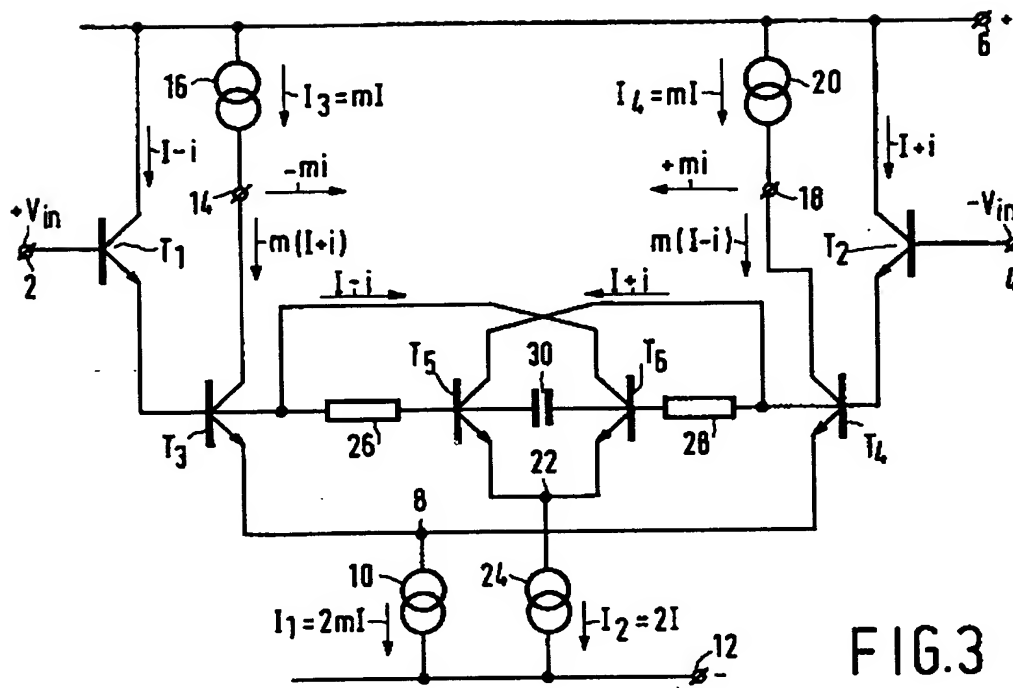 +
6
16
I3=mI
I4=mI
20
I-i
I+i
-mi
+mi
14
18
+Vin
-Vin
T1
m(I+i)
m(I-i)
T2
2
4
I-i
I+i
T5
30
T6
26
28
T3
T4
22
8
10
24
I1=2mI
I2=2I
12
-
FIG.3